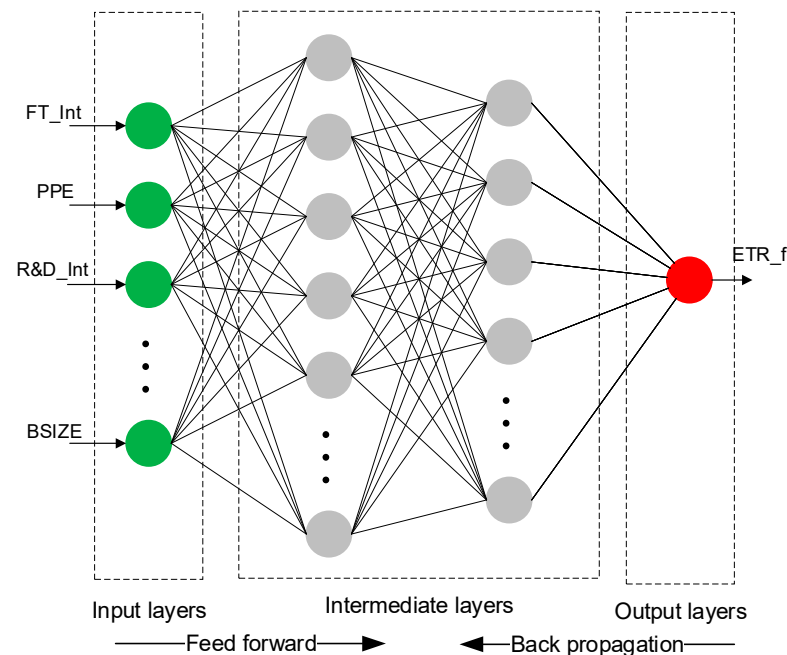 FT_Int
PPE
R&D_Int
BSIZE
ETR_f
Input layers
Intermediate layers
Output layers
Feed forward
Back propagation